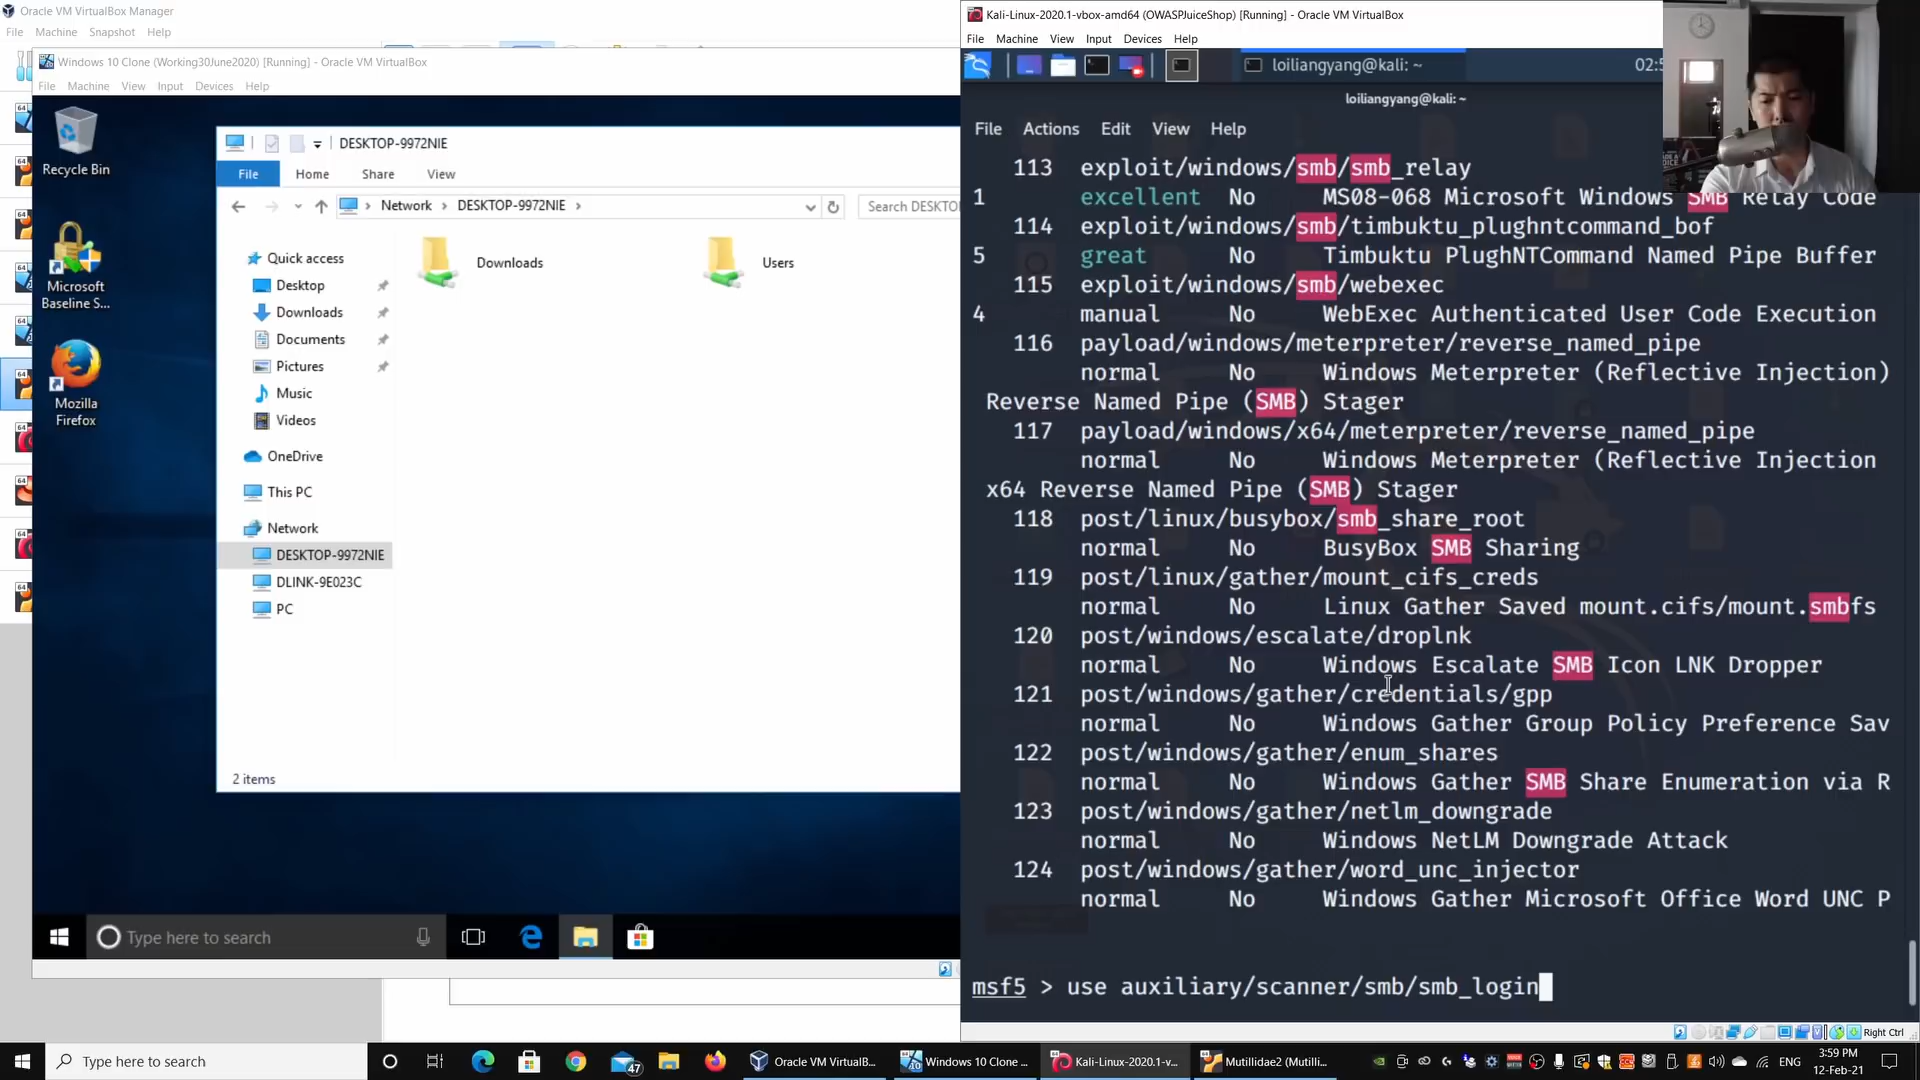 Oracle VM VirtualBox Manager
File Machine Snapshot Help
Windows 10 Clone (Working30June2020) [Running] - Oracle VM VirtualBox
File Machine View Input Devices Help
Recycle Bin
Microsoft
Baseline S...
Mozilla
Firefox
DESKTOP-9972NIE
File Home Share View
Network DESKTOP-9972NIE
Search DESKTO
Quick access
Desktop
Downloads
Documents
Pictures
Music
Videos
OneDrive
This PC
Network
DESKTOP-9972NIE
DLINK-9E023C
PC
Downloads
Users
2 items
Type here to search
Kali-Linux-2020.1-vbox-amd64 (OWASPJuiceShop) [Running] - Oracle VM VirtualBox
File Machine View Input Devices Help
loiliangyang@kali: ~
02:5
loiliangyang@kali: ~
File Actions Edit View Help
113 exploit/windows/smb/smb_relay
1 excellent No MS08-068 Microsoft Windows SMB Relay Code
114 exploit/windows/smb/timbuktu_plughntcommand_bof
5 great No Timbuktu PlughNTCommand Named Pipe Buffer
115 exploit/windows/smb/webexec
4 manual No WebExec Authenticated User Code Execution
116 payload/windows/meterpreter/reverse_named_pipe
normal No Windows Meterpreter (Reflective Injection)
Reverse Named Pipe (SMB) Stager
117 payload/windows/x64/meterpreter/reverse_named_pipe
normal No Windows Meterpreter (Reflective Injection
x64 Reverse Named Pipe (SMB) Stager
118 post/linux/busybox/smb_share_root
normal No BusyBox SMB Sharing
119 post/linux/gather/mount_cifs_creds
normal No Linux Gather Saved mount.cifs/mount.smbfs
120 post/windows/escalate/droplnk
normal No Windows Escalate SMB Icon LNK Dropper
121 post/windows/gather/credentials/gpp
normal No Windows Gather Group Policy Preference Sav
122 post/windows/gather/enum_shares
normal No Windows Gather SMB Share Enumeration via R
123 post/windows/gather/netlm_downgrade
normal No Windows NetLM Downgrade Attack
124 post/windows/gather/word_unc_injector
normal No Windows Gather Microsoft Office Word UNC P
msf5 > use auxiliary/scanner/smb/smb_login
Right Ctrl
Type here to search
47
Oracle VM VirtualB...
Windows 10 Clone ...
Kali-Linux-2020.1-v...
Mutillidae2 (Mutilli...
ENG
3:59 PM
12-Feb-21